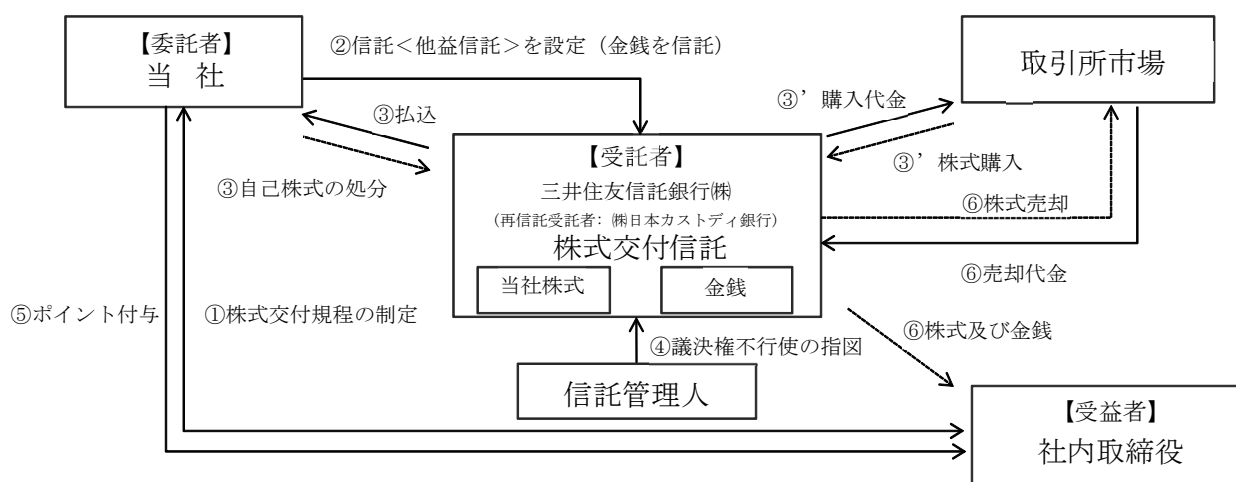 【委託者】
当 社
②信託＜他益信託＞を設定（金銭を信託）
取引所市場
③払込
③’購入代金
【受託者】
三井住友信託銀行㈱
(再信託受託者：㈱日本カストディ銀行)
株式交付信託
当社株式
金銭
③自己株式の処分
③’株式購入
⑥株式売却
⑥売却代金
⑤ポイント付与
①株式交付規程の制定
⑥株式及び金銭
④議決権不行使の指図
信託管理人
【受益者】
社内取締役